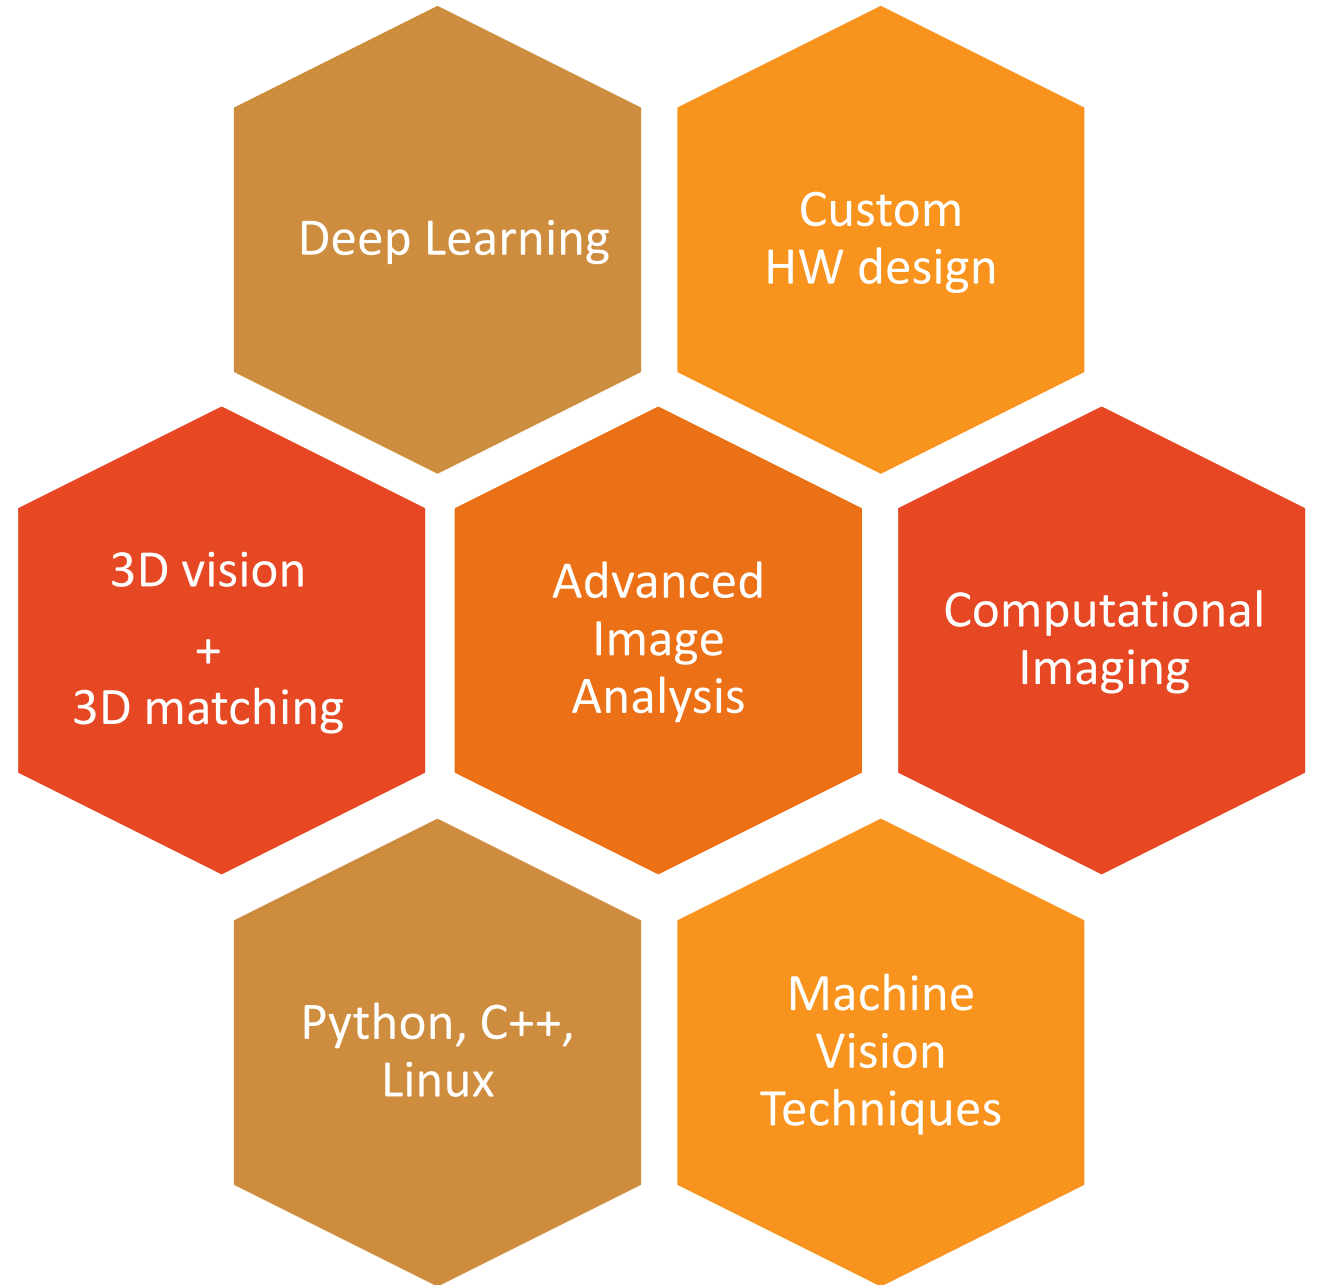 Deep Learning
Custom
HW design
3D vision
+
3D matching
Advanced
Image
Analysis
Computational
Imaging
Python, C++,
Linux
Machine
Vision
Techniques